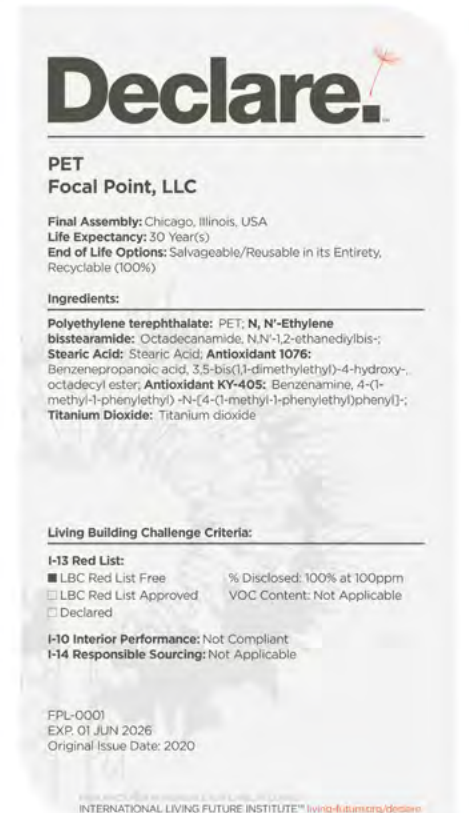 Declare.
PET
Focal Point, LLC
Final Assembly: Chicago, Illinois, USA
Life Expectancy: 30 Year(s)
End of Life Options: Salvageable/Reusable in its Entirety,
Recyclable (100%)
Ingredients:
Polyethylene terephthalate: PET; N, N'-Ethylene
bisstearamide: Octadecanamide, N,N'-1,2-ethanediylbis-;
Stearic Acid: Stearic Acid; Antioxidant 1076:
Benzenepropanoic acid, 3,5-bis(1,1-dimethylethyl)-4-hydroxy-,
octadecyl ester; Antioxidant KY-405: Benzenamine, 4-(1-
methyl-1-phenylethyl) -N-[4-(1-methyl-1-phenylethyl)phenyl]-;
Titanium Dioxide: Titanium dioxide
Living Building Challenge Criteria:
I-13 Red List:
■ LBC Red List Free % Disclosed: 100% at 100ppm
□ LBC Red List Approved VOC Content: Not Applicable
□ Declared
I-10 Interior Performance: Not Compliant
I-14 Responsible Sourcing: Not Applicable
FPL-0001
EXP. 01 JUN 2026
Original Issue Date: 2020
INTERNATIONAL LIVING FUTURE INSTITUTE™ living-future.org/declare